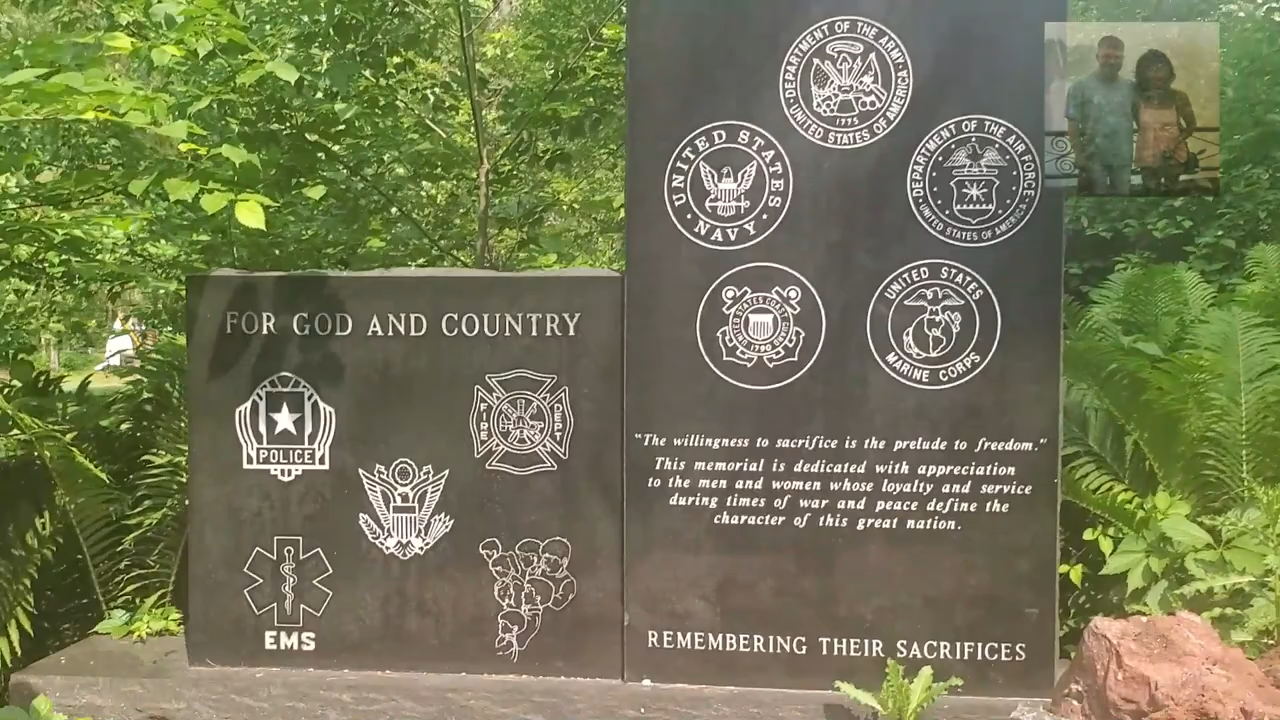 DEPARTMENT OF THE ARMY
UNITED STATES OF AMERICA
1775
UNITED STATES
NAVY
DEPARTMENT OF THE AIR FORCE
UNITED STATES OF AMERICA
UNITED STATES COAST GUARD
1790
UNITED STATES
MARINE CORPS
FOR GOD AND COUNTRY
POLICE
FIRE
DEPT
EMS
"The willingness to sacrifice is the prelude to freedom."
This memorial is dedicated with appreciation
to the men and women whose loyalty and service
during times of war and peace define the
character of this great nation.
REMEMBERING THEIR SACRIFICES